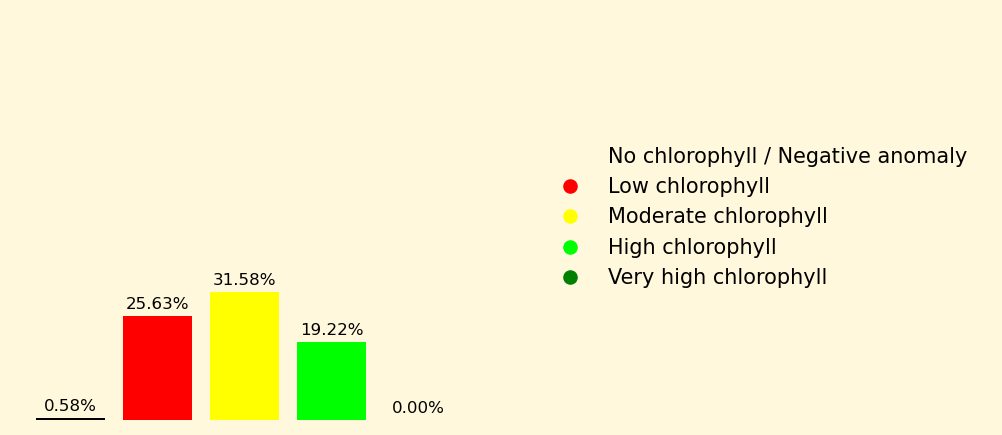 No chlorophyll / Negative anomaly
Low chlorophyll
Moderate chlorophyll
High chlorophyll
Very high chlorophyll
31.58%
25.63%
19.22%
0.58%
0.00%